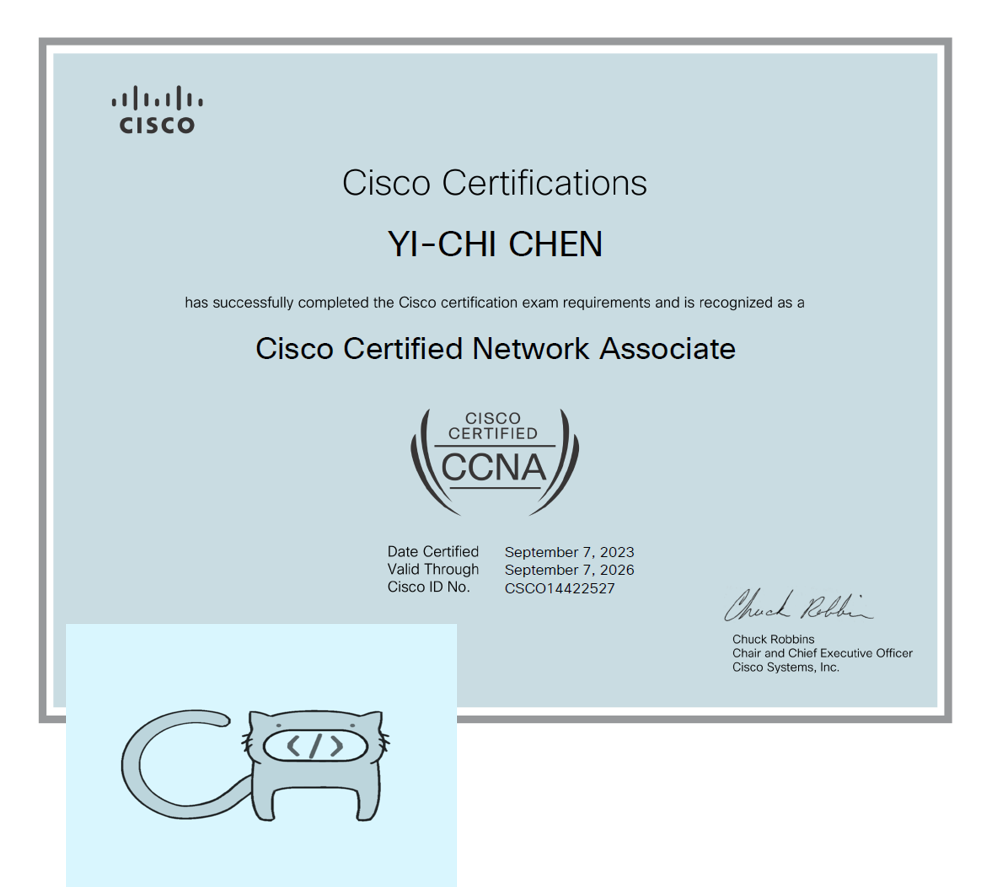 CISCO
Cisco Certifications
YI-CHI CHEN
has successfully completed the Cisco certification exam requirements and is recognized as a
Cisco Certified Network Associate
CISCO
CERTIFIED
CCNA
Date Certified September 7, 2023
Valid Through September 7, 2026
Cisco ID No. CSCO14422527
Chuck Robbins
Chuck Robbins
Chair and Chief Executive Officer
Cisco Systems, Inc.
</>